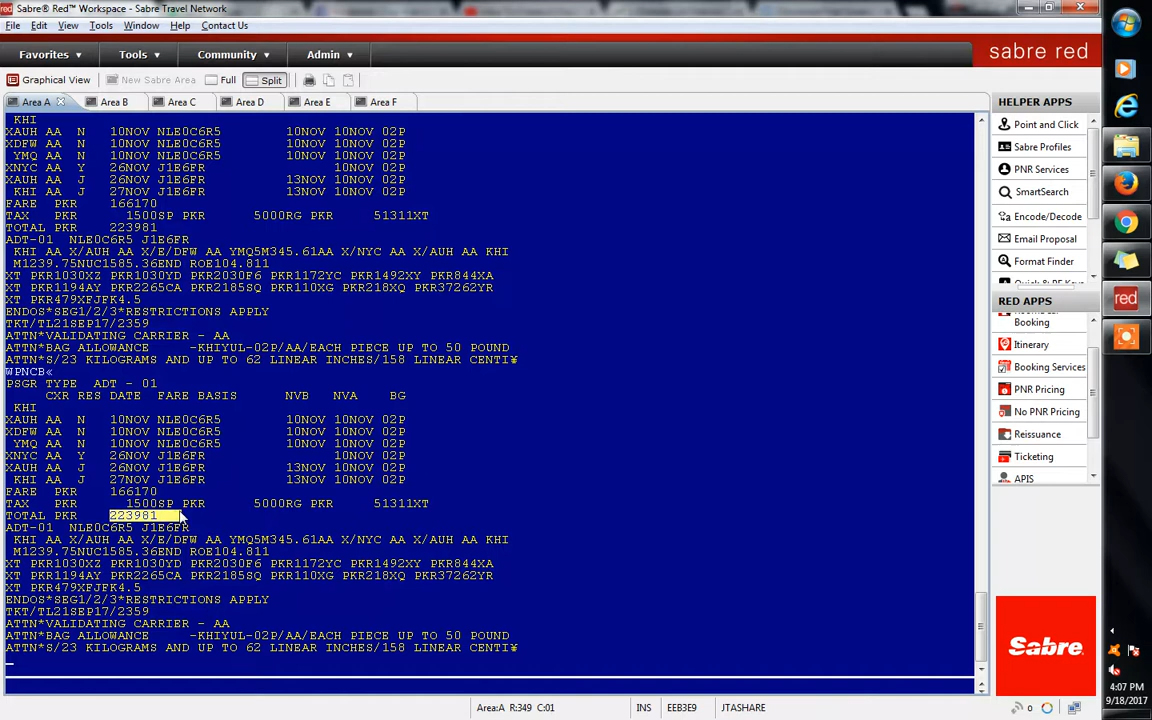 Sabre® Red™ Workspace - Sabre Travel Network
File Edit View Tools Window Help Contact Us
Favorites Tools Community Admin sabre red
Graphical View New Sabre Area Full Split
Area A Area B Area C Area D Area E Area F
KHI
XAUH AA N 10NOV NLE0C6R5 10NOV 10NOV 02P
XDFW AA N 10NOV NLE0C6R5 10NOV 10NOV 02P
YMQ AA N 10NOV NLE0C6R5 10NOV 10NOV 02P
XNYC AA Y 26NOV J1E6FR 10NOV 02P
XAUH AA J 26NOV J1E6FR 13NOV 10NOV 02P
KHI AA J 27NOV J1E6FR 13NOV 10NOV 02P
FARE PKR 166170
TAX PKR 1500SP PKR 5000RG PKR 51311XT
TOTAL PKR 223981
ADT-01 NLE0C6R5 J1E6FR
KHI AA X/AUH AA X/E/DFW AA YMQ5M345.61AA X/NYC AA X/AUH AA KHI
M1239.75NUC1585.36END ROE104.811
XT PKR1030XZ PKR1030YD PKR2030F6 PKR1172YC PKR1492XY PKR844XA
XT PKR1194AY PKR2265CA PKR2185SQ PKR110XG PKR218XQ PKR37262YR
XT PKR479XFJFK4.5
ENDOS*SEG1/2/3*RESTRICTIONS APPLY
TKT/TL21SEP17/2359
ATTN*VALIDATING CARRIER - AA
ATTN*BAG ALLOWANCE -KHIYUL-02P/AA/EACH PIECE UP TO 50 POUND
ATTN*S/23 KILOGRAMS AND UP TO 62 LINEAR INCHES/158 LINEAR CENTI¥
WPNCB«
PSGR TYPE ADT - 01
CXR RES DATE FARE BASIS NVB NVA BG
KHI
XAUH AA N 10NOV NLE0C6R5 10NOV 10NOV 02P
XDFW AA N 10NOV NLE0C6R5 10NOV 10NOV 02P
YMQ AA N 10NOV NLE0C6R5 10NOV 10NOV 02P
XNYC AA Y 26NOV J1E6FR 10NOV 02P
XAUH AA J 26NOV J1E6FR 13NOV 10NOV 02P
KHI AA J 27NOV J1E6FR 13NOV 10NOV 02P
FARE PKR 166170
TAX PKR 1500SP PKR 5000RG PKR 51311XT
TOTAL PKR 223981
ADT-01 NLE0C6R5 J1E6FR
KHI AA X/AUH AA X/E/DFW AA YMQ5M345.61AA X/NYC AA X/AUH AA KHI
M1239.75NUC1585.36END ROE104.811
XT PKR1030XZ PKR1030YD PKR2030F6 PKR1172YC PKR1492XY PKR844XA
XT PKR1194AY PKR2265CA PKR2185SQ PKR110XG PKR218XQ PKR37262YR
XT PKR479XFJFK4.5
ENDOS*SEG1/2/3*RESTRICTIONS APPLY
TKT/TL21SEP17/2359
ATTN*VALIDATING CARRIER - AA
ATTN*BAG ALLOWANCE -KHIYUL-02P/AA/EACH PIECE UP TO 50 POUND
ATTN*S/23 KILOGRAMS AND UP TO 62 LINEAR INCHES/158 LINEAR CENTI¥
Area:A R:349 C:01 INS EEB3E9 JTASHARE
HELPER APPS
Point and Click
Sabre Profiles
PNR Services
SmartSearch
Encode/Decode
Email Proposal
Format Finder
RED APPS
Booking
Itinerary
Booking Services
PNR Pricing
No PNR Pricing
Reissuance
Ticketing
APIS
Sabre
red
0
4:07 PM
9/18/2017